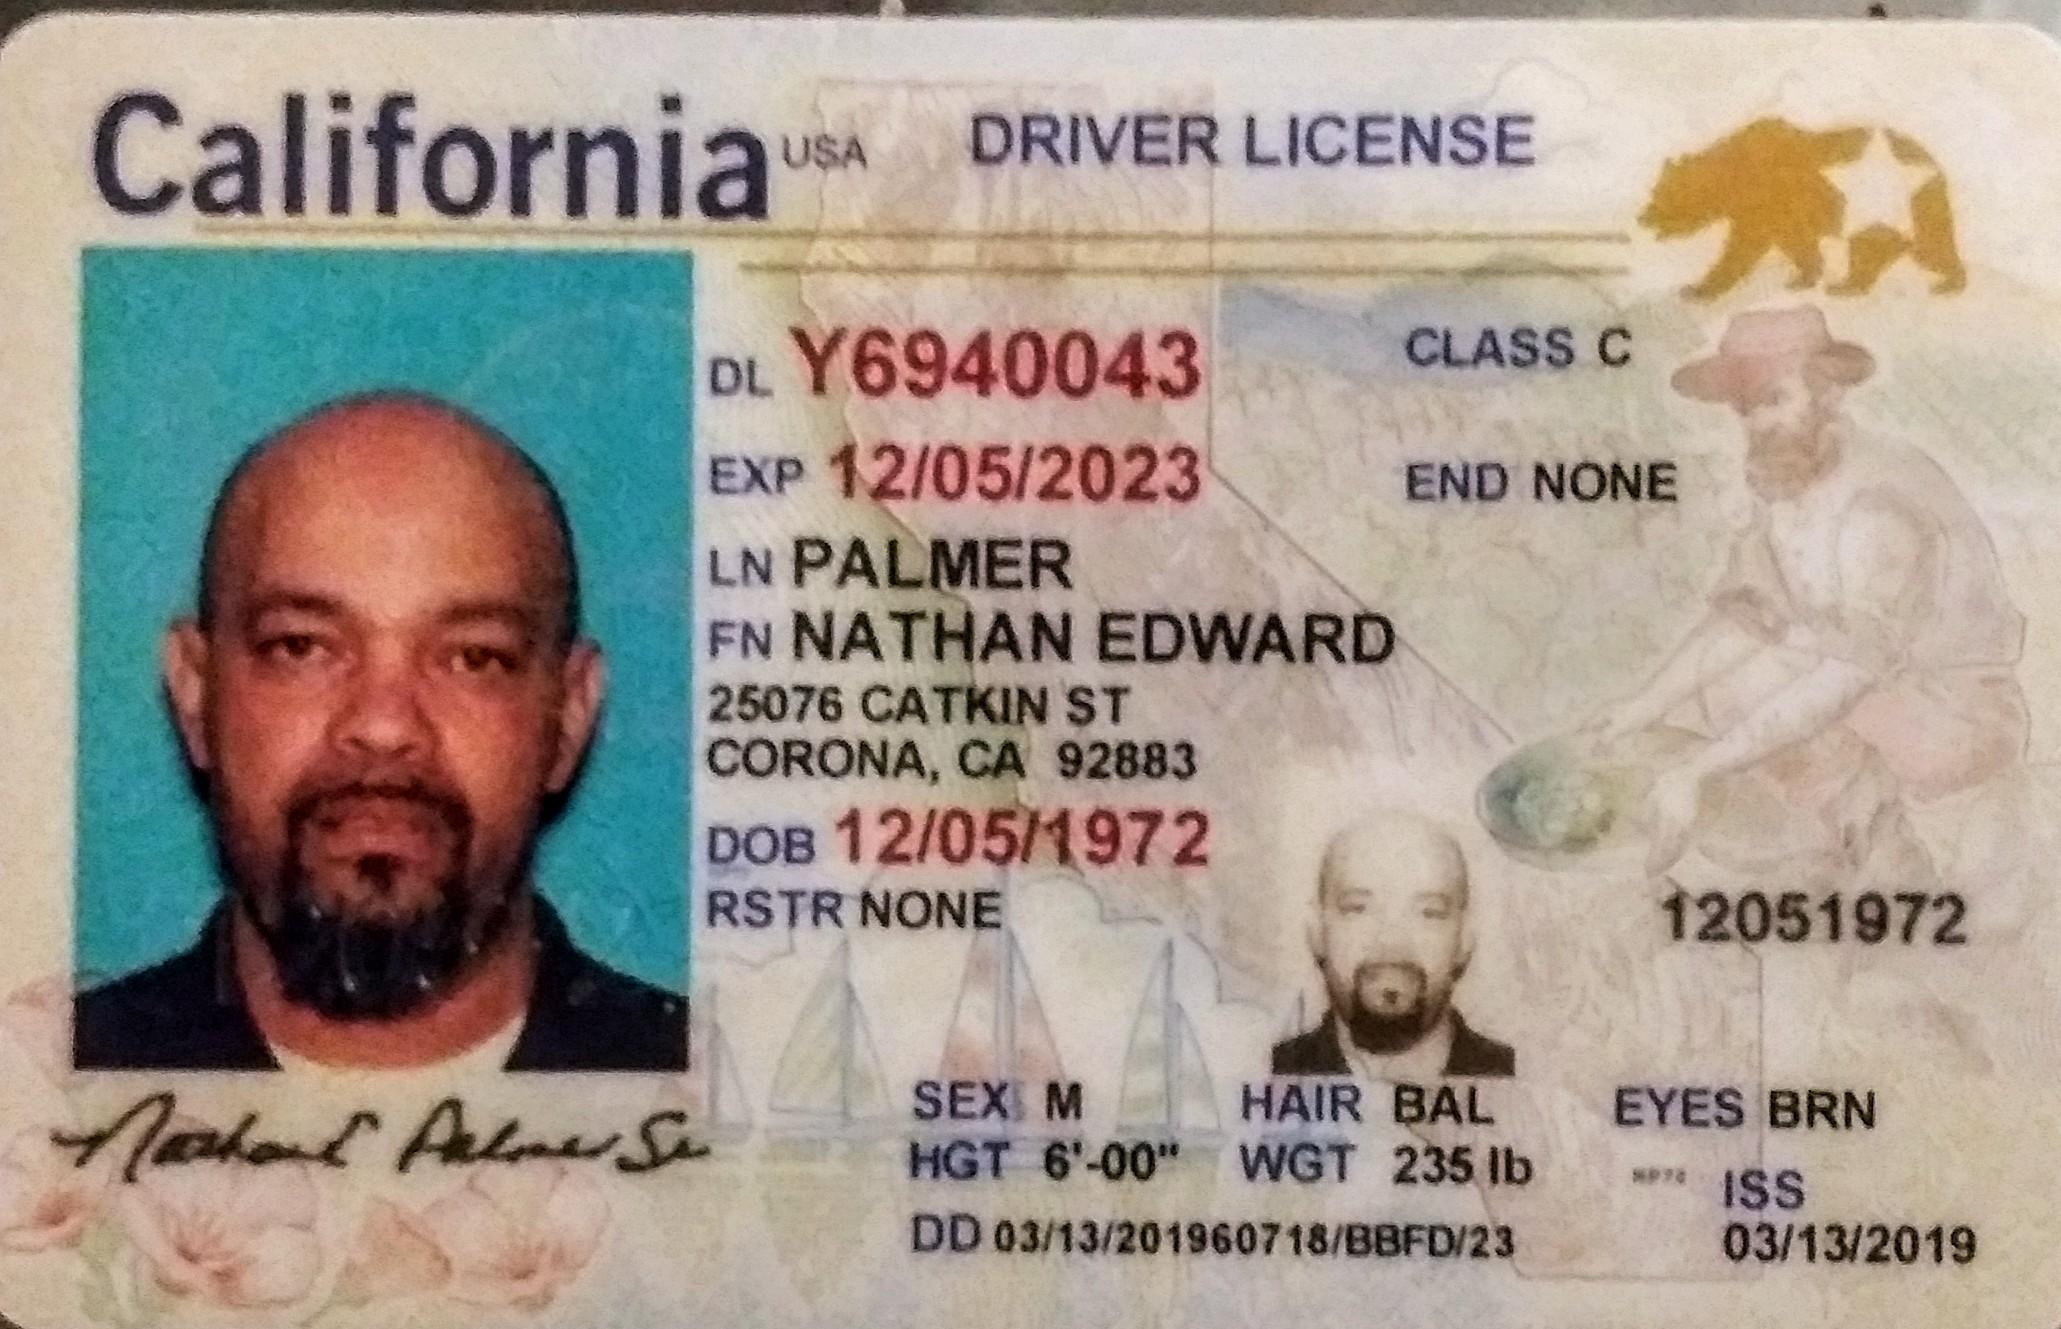 California USA DRIVER LICENSE
DL Y6940043 CLASS C
EXP 12/05/2023 END NONE
LN PALMER
FN NATHAN EDWARD
25076 CATKIN ST
CORONA, CA 92883
DOB 12/05/1972
RSTR NONE 12051972
SEX M HAIR BAL EYES BRN
HGT 6'-00" WGT 235 lb ISS
DD 03/13/201960718/BBFD/23 03/13/2019
Nathan E Palmer Sr